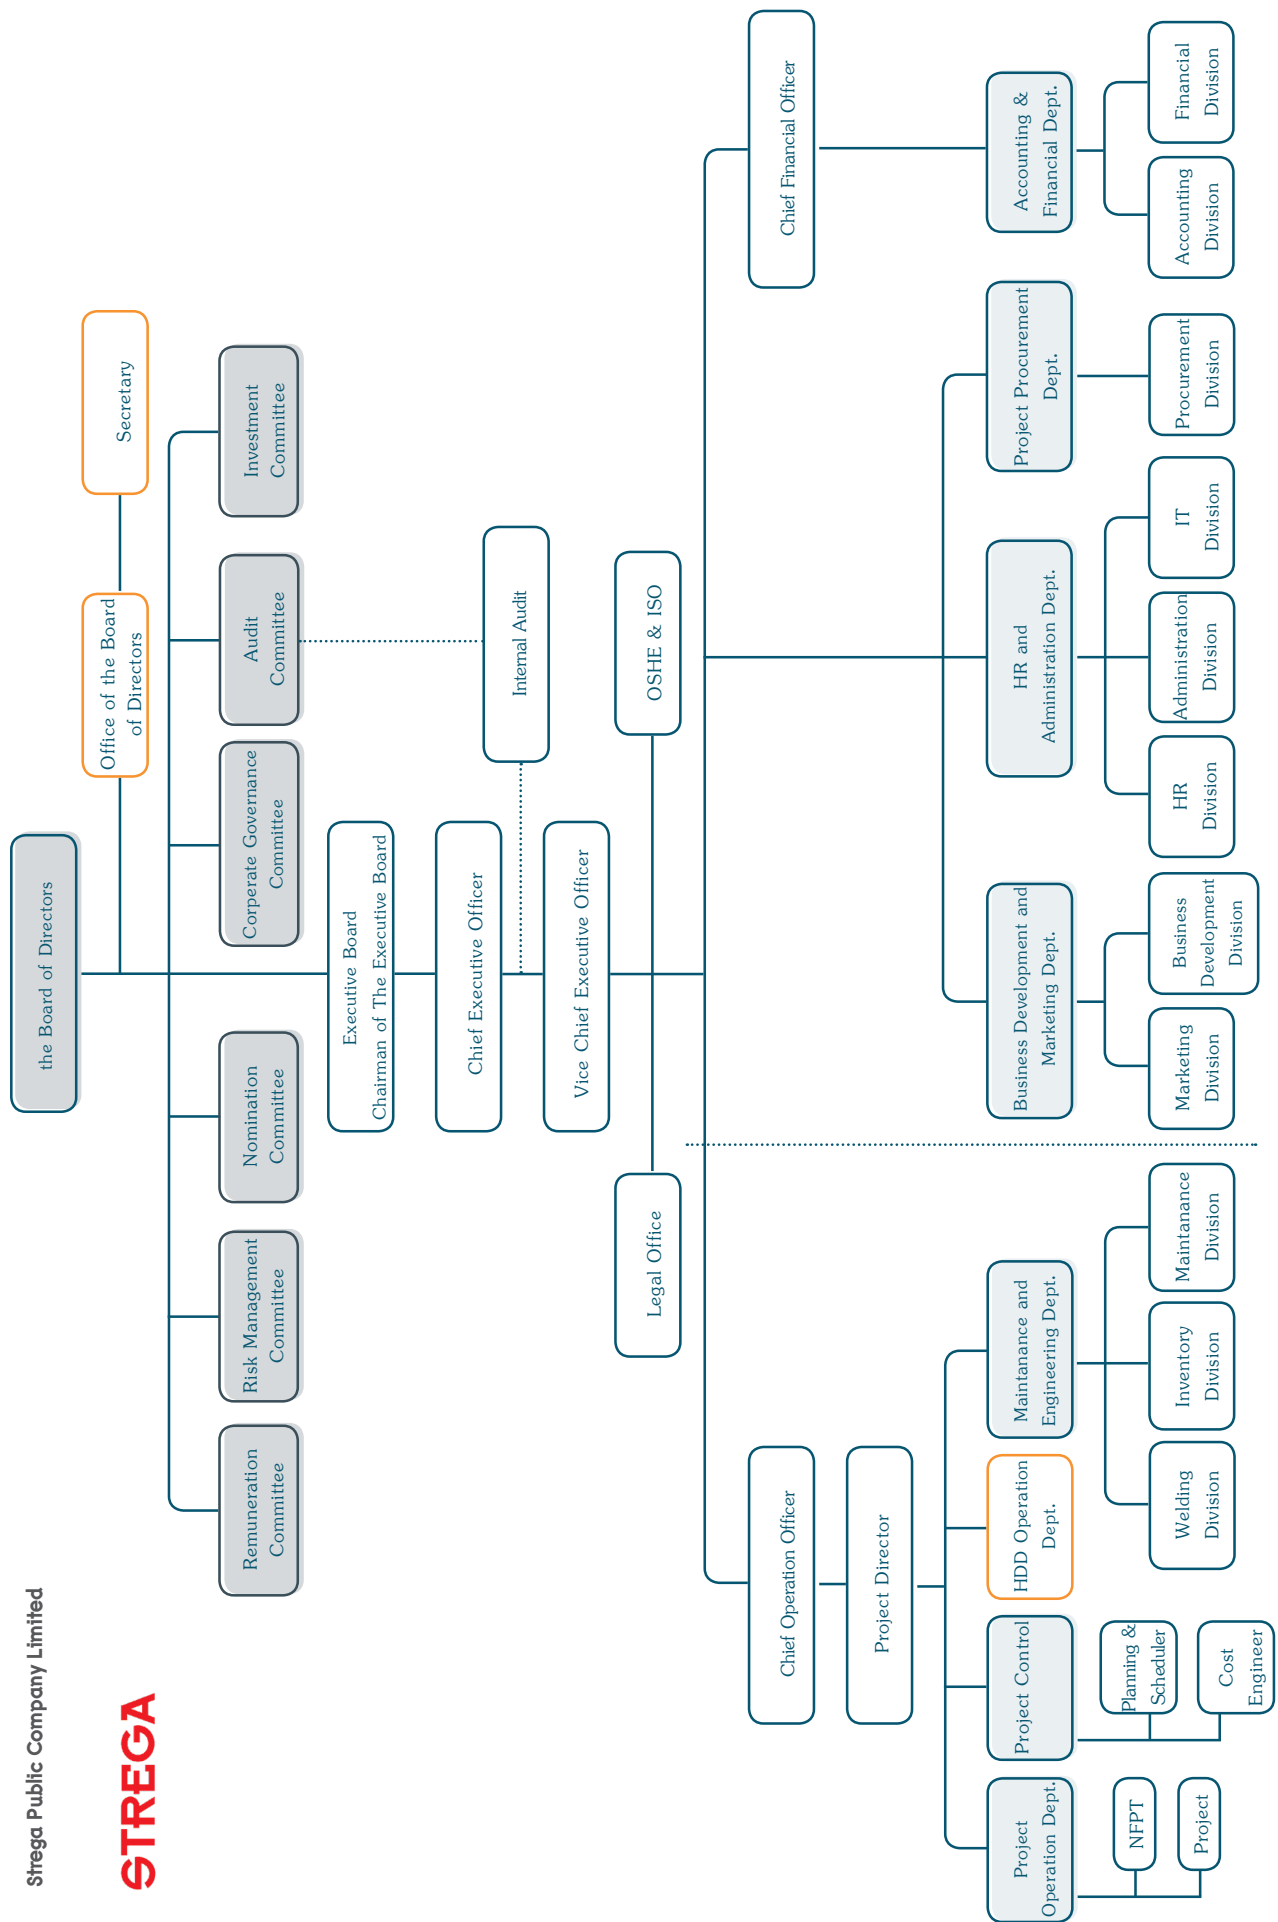 Strega Public Company Limited
STREGA
the Board of Directors
Office of the Board
of Directors
Secretary
Remuneration
Committee
Risk Management
Committee
Nomination
Committee
Corperate Governance
Committee
Audit
Committee
Investment
Committee
Executive Board
Chairman of The Executive Board
Chief Executive Officer
Internal Audit
Vice Chief Executive Officer
Legal Office
OSHE & ISO
Chief Operation Officer
Chief Financial Officer
Project Director
Project
Operation Dept.
Project Control
HDD Operation
Dept.
Maintanance and
Engineering Dept.
Business Development and
Marketing Dept.
HR and
Administration Dept.
Project Procurement
Dept.
Accounting &
Financial Dept.
NFPT
Project
Planning &
Scheduler
Cost
Engineer
Welding
Division
Inventory
Division
Maintanance
Division
Marketing
Division
Business
Development
Division
HR
Division
Administration
Division
IT
Division
Procurement
Division
Accounting
Division
Financial
Division